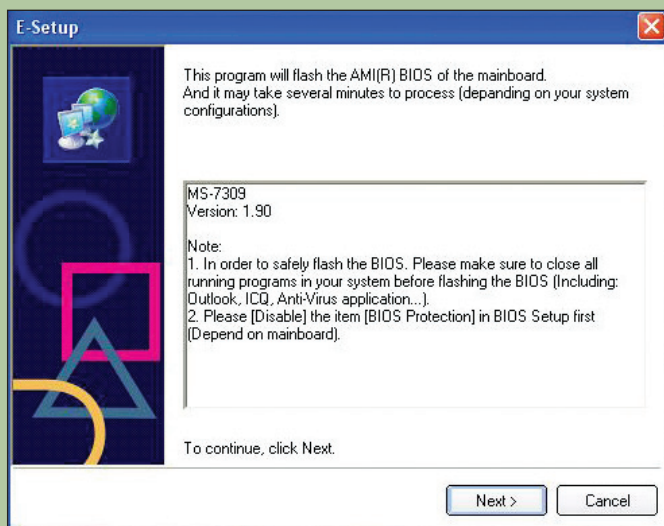 E-Setup
This program will flash the AMI(R) BIOS of the mainboard.
And it may take several minutes to process (depanding on your system
configurations).
MS-7309
Version: 1.90
Note:
1. In order to safely flash the BIOS. Please make sure to close all
running programs in your system before flashing the BIOS (Including:
Outlook, ICQ, Anti-Virus application...).
2. Please [Disable] the item [BIOS Protection] in BIOS Setup first
(Depend on mainboard).
To continue, click Next.
Next >
Cancel